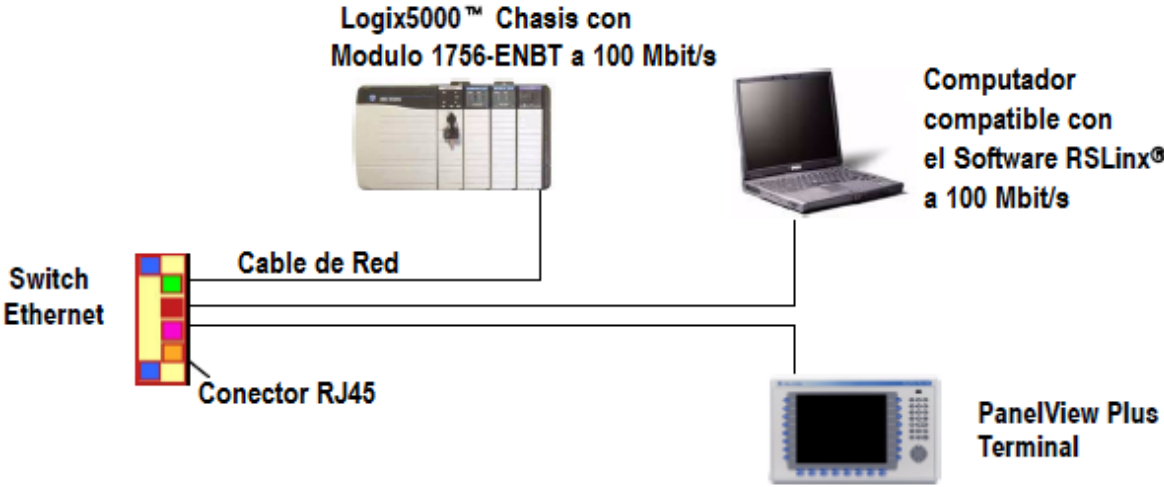 Logix5000™ Chasis con
Modulo 1756-ENBT a 100 Mbit/s
Computador
compatible con
el Software RSLinx®
a 100 Mbit/s
Cable de Red
Switch
Ethernet
Conector RJ45
PanelView Plus
Terminal